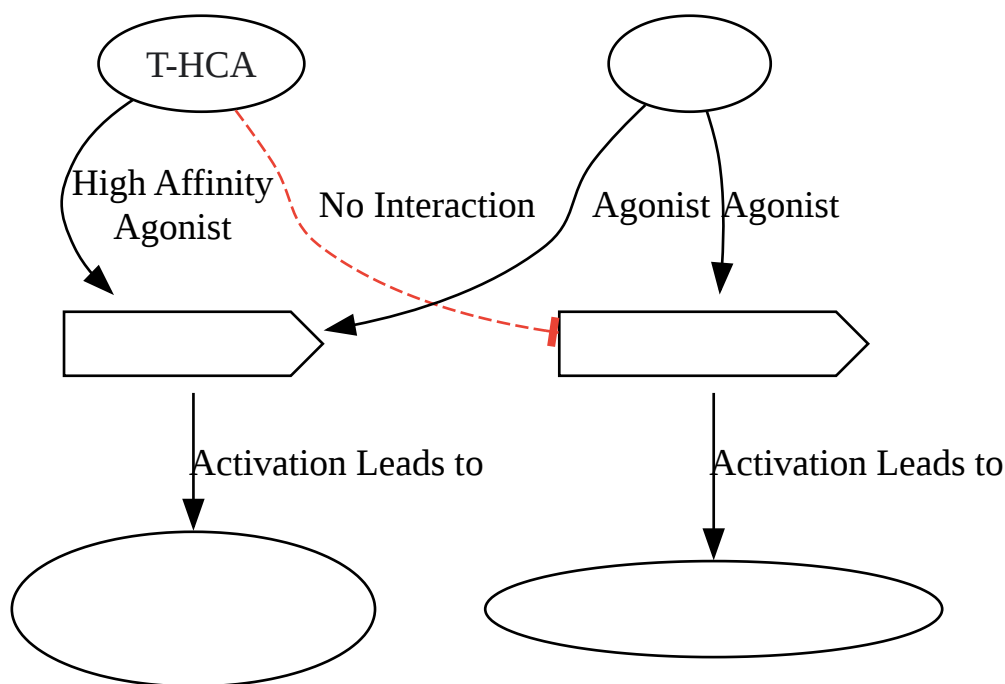 T-HCA
High Affinity
Agonist
No Interaction
Agonist
Agonist
Activation Leads to
Activation Leads to